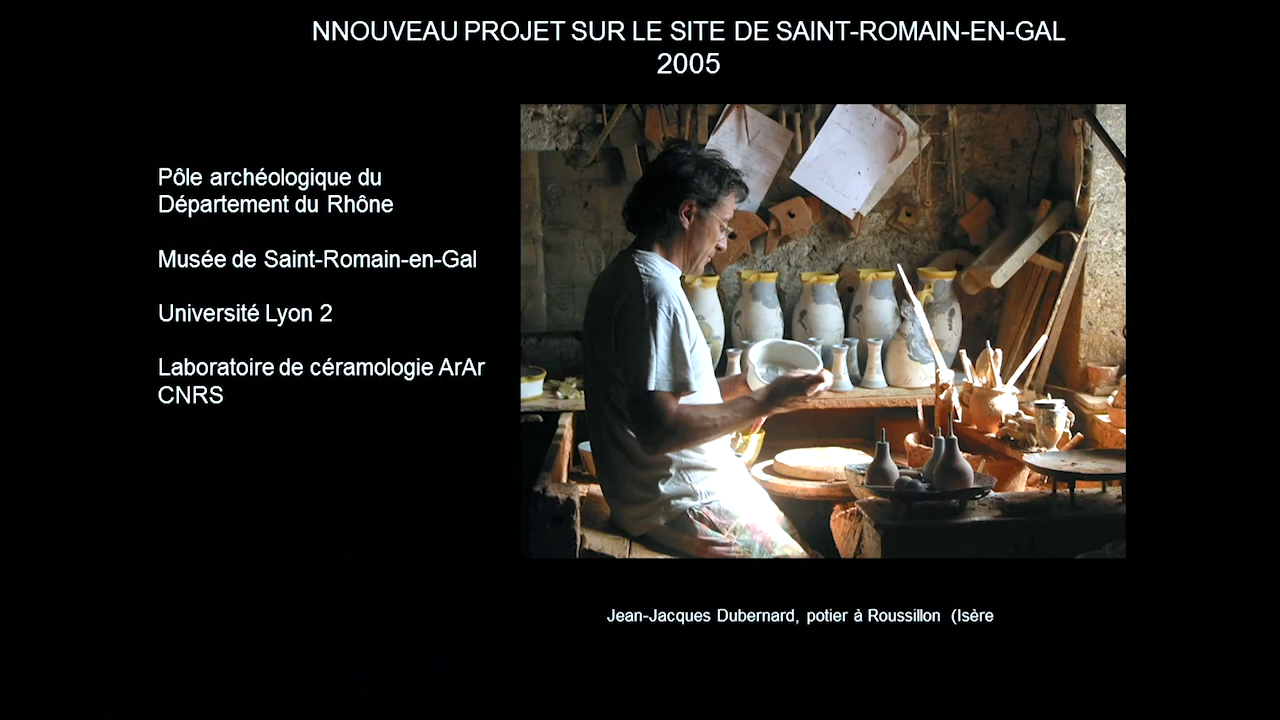 NNOUVEAU PROJET SUR LE SITE DE SAINT-ROMAIN-EN-GAL
2005
Pôle archéologique du
Département du Rhône
Musée de Saint-Romain-en-Gal
Université Lyon 2
Laboratoire de céramologie ArAr
CNRS
Jean-Jacques Dubernard, potier à Roussillon (Isère